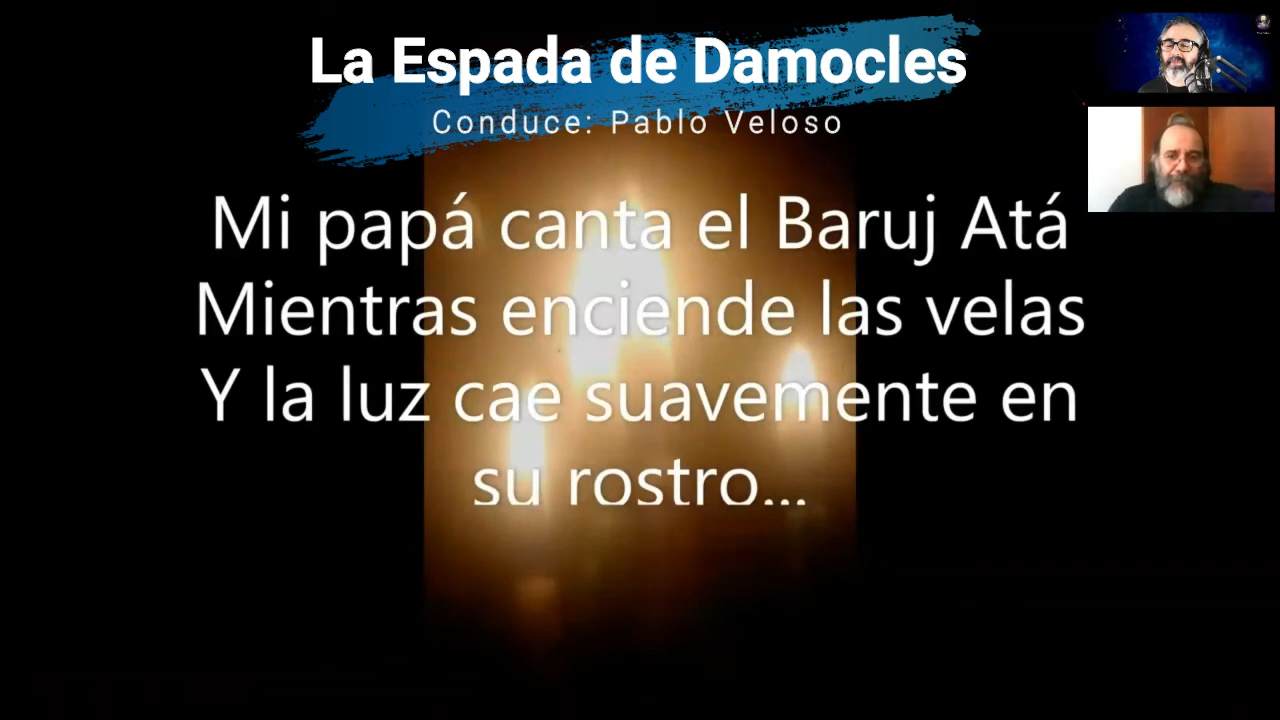 La Espada de Damocles
Conduce: Pablo Veloso
Mi papá canta el Baruj Atá
Mientras enciende las velas
Y la luz cae suavemente en
su rostro...